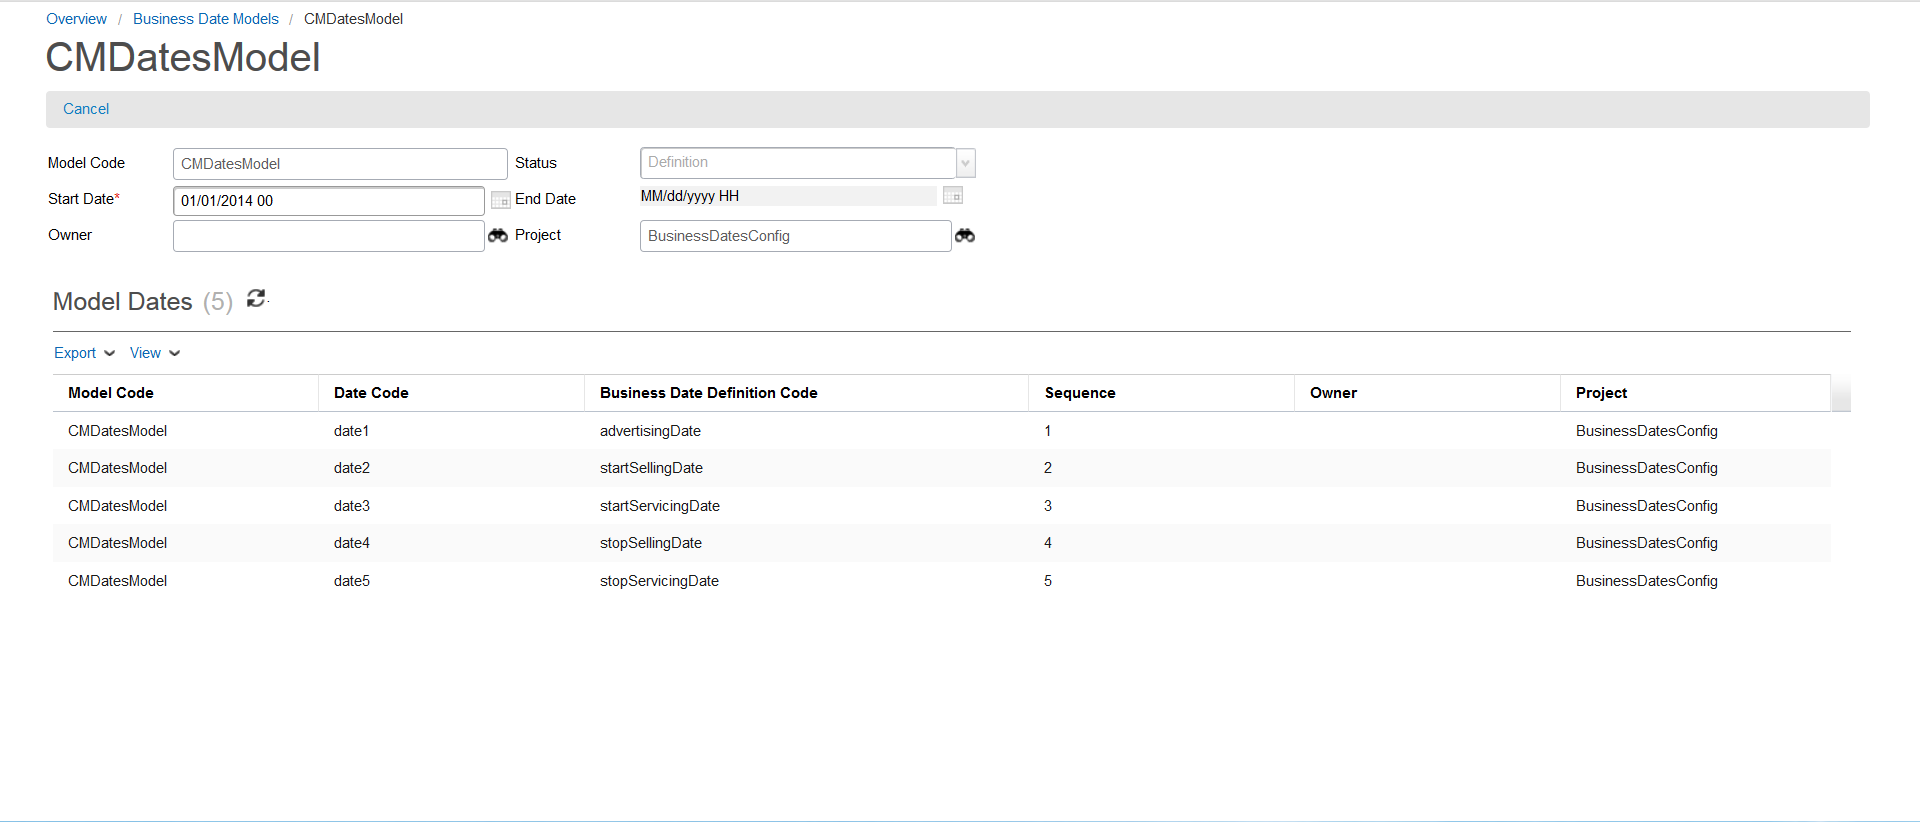 Overview / Business Date Models / CMDatesModel
CMDatesModel
Cancel
Model Code CMDatesModel Status Definition
Start Date* 01/01/2014 00 End Date MM/dd/yyyy HH
Owner Project BusinessDatesConfig
Model Dates (5)
Export View
Model Code Date Code Business Date Definition Code Sequence Owner Project
CMDatesModel date1 advertisingDate 1 BusinessDatesConfig
CMDatesModel date2 startSellingDate 2 BusinessDatesConfig
CMDatesModel date3 startServicingDate 3 BusinessDatesConfig
CMDatesModel date4 stopSellingDate 4 BusinessDatesConfig
CMDatesModel date5 stopServicingDate 5 BusinessDatesConfig